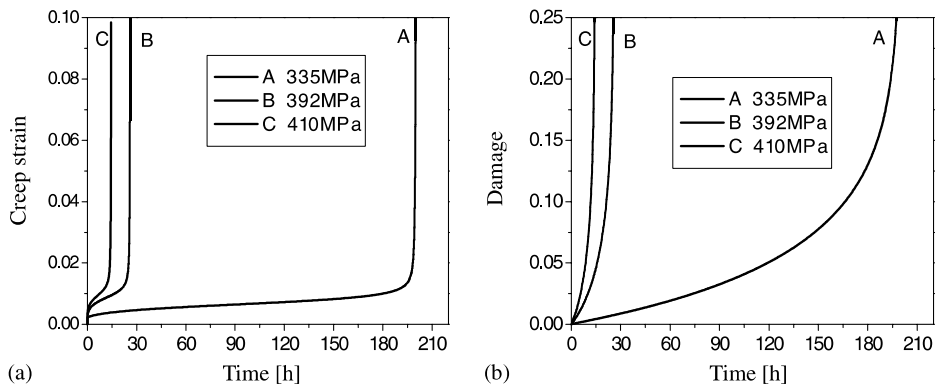 0.10
0.08
0.06
0.04
0.02
0.00
Creep strain
C
B
A
A 335MPa
B 392MPa
C 410MPa
0 30 60 90 120 150 180 210
Time [h]
(a)
0.25
0.20
0.15
0.10
0.05
0.00
Damage
C
B
A
A 335MPa
B 392MPa
C 410MPa
0 30 60 90 120 150 180 210
Time [h]
(b)